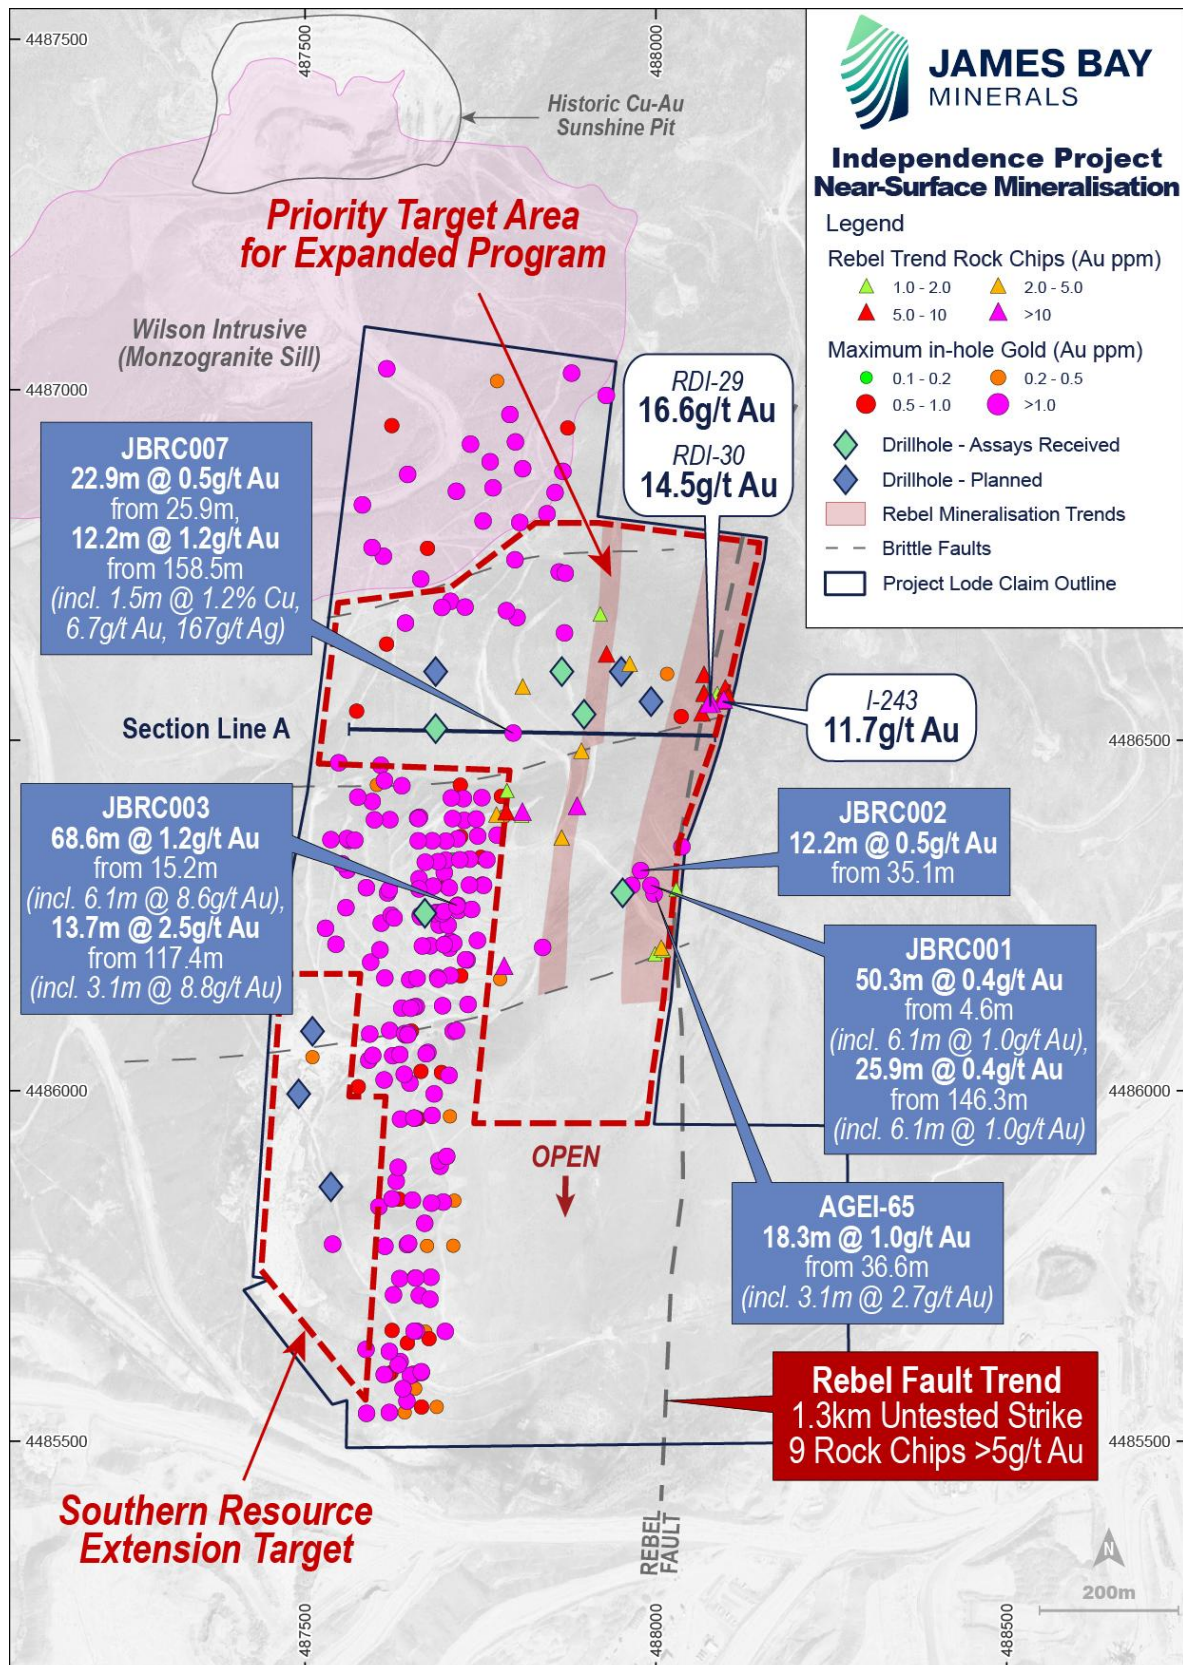 4487500
487500
488000
JAMES BAY
MINERALS
Historic Cu-Au
Sunshine Pit
Independence Project
Near-Surface Mineralisation
Legend
Rebel Trend Rock Chips (Au ppm)
1.0 - 2.0
2.0 - 5.0
5.0 - 10
>10
Maximum in-hole Gold (Au ppm)
0.1 - 0.2
0.2 - 0.5
0.5 - 1.0
>1.0
Drillhole - Assays Received
Drillhole - Planned
Rebel Mineralisation Trends
Brittle Faults
Project Lode Claim Outline
Priority Target Area
for Expanded Program
Wilson Intrusive
(Monzogranite Sill)
4487000
RDI-29
16.6g/t Au
RDI-30
14.5g/t Au
JBRC007
22.9m @ 0.5g/t Au
from 25.9m,
12.2m @ 1.2g/t Au
from 158.5m
(incl. 1.5m @ 1.2% Cu,
6.7g/t Au, 167g/t Ag)
I-243
11.7g/t Au
Section Line A
4486500
JBRC003
68.6m @ 1.2g/t Au
from 15.2m
(incl. 6.1m @ 8.6g/t Au),
13.7m @ 2.5g/t Au
from 117.4m
(incl. 3.1m @ 8.8g/t Au)
JBRC002
12.2m @ 0.5g/t Au
from 35.1m
JBRC001
50.3m @ 0.4g/t Au
from 4.6m
(incl. 6.1m @ 1.0g/t Au),
25.9m @ 0.4g/t Au
from 146.3m
(incl. 6.1m @ 1.0g/t Au)
4486000
4486000
OPEN
AGEI-65
18.3m @ 1.0g/t Au
from 36.6m
(incl. 3.1m @ 2.7g/t Au)
Rebel Fault Trend
1.3km Untested Strike
9 Rock Chips >5g/t Au
4485500
4485500
Southern Resource
Extension Target
REBEL
FAULT
N
200m
487500
488000
488500